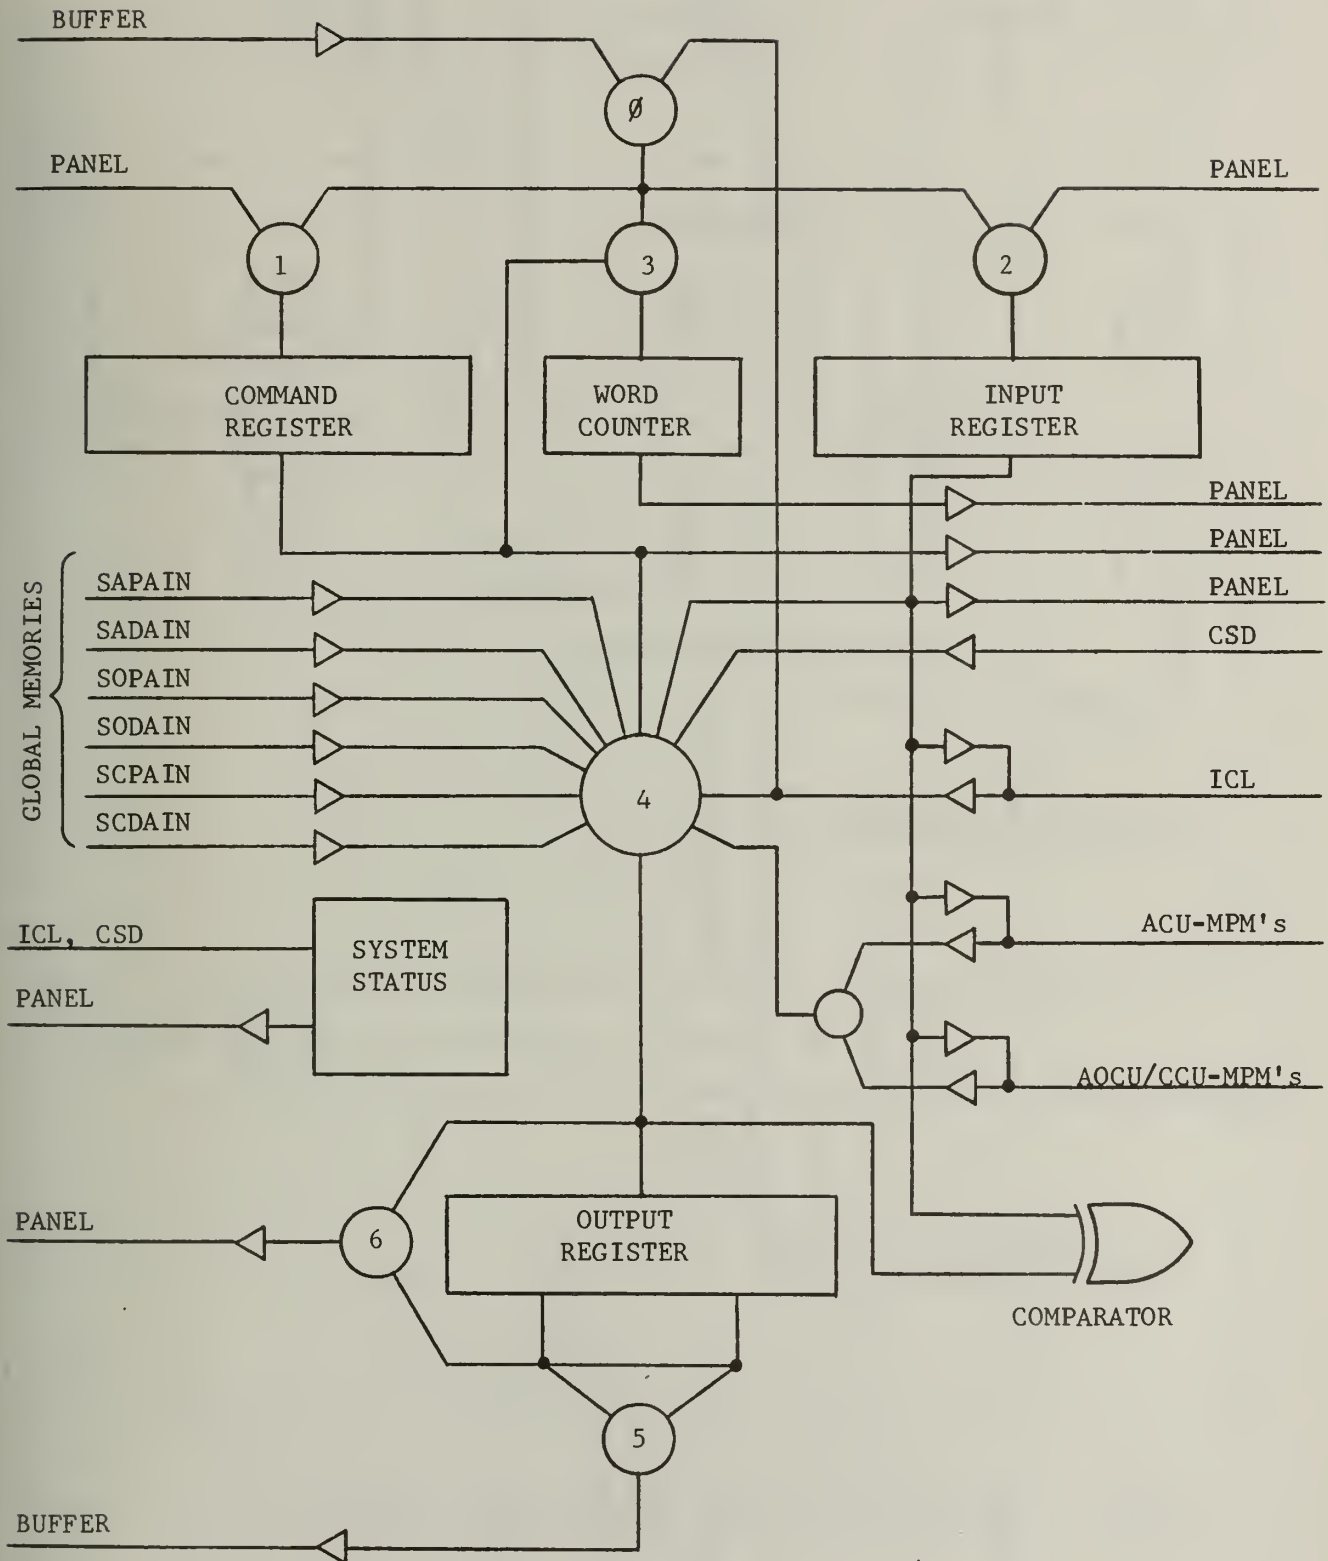 BUFFER
Ø
PANEL
PANEL
1
3
2
COMMAND
REGISTER
WORD
COUNTER
INPUT
REGISTER
PANEL
PANEL
PANEL
CSD
GLOBAL MEMORIES
SAPAIN
SADAIN
SOPAIN
SODAIN
SCPAIN
SCDAIN
4
ICL
ICL, CSD
PANEL
SYSTEM
STATUS
ACU-MPM's
AOCU/CCU-MPM's
PANEL
6
OUTPUT
REGISTER
COMPARATOR
5
BUFFER